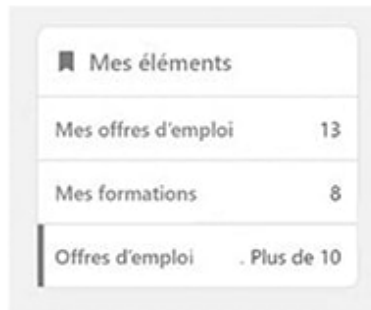 Mes éléments
Mes offres d'emploi 13
Mes formations 8
Offres d'emploi . Plus de 10